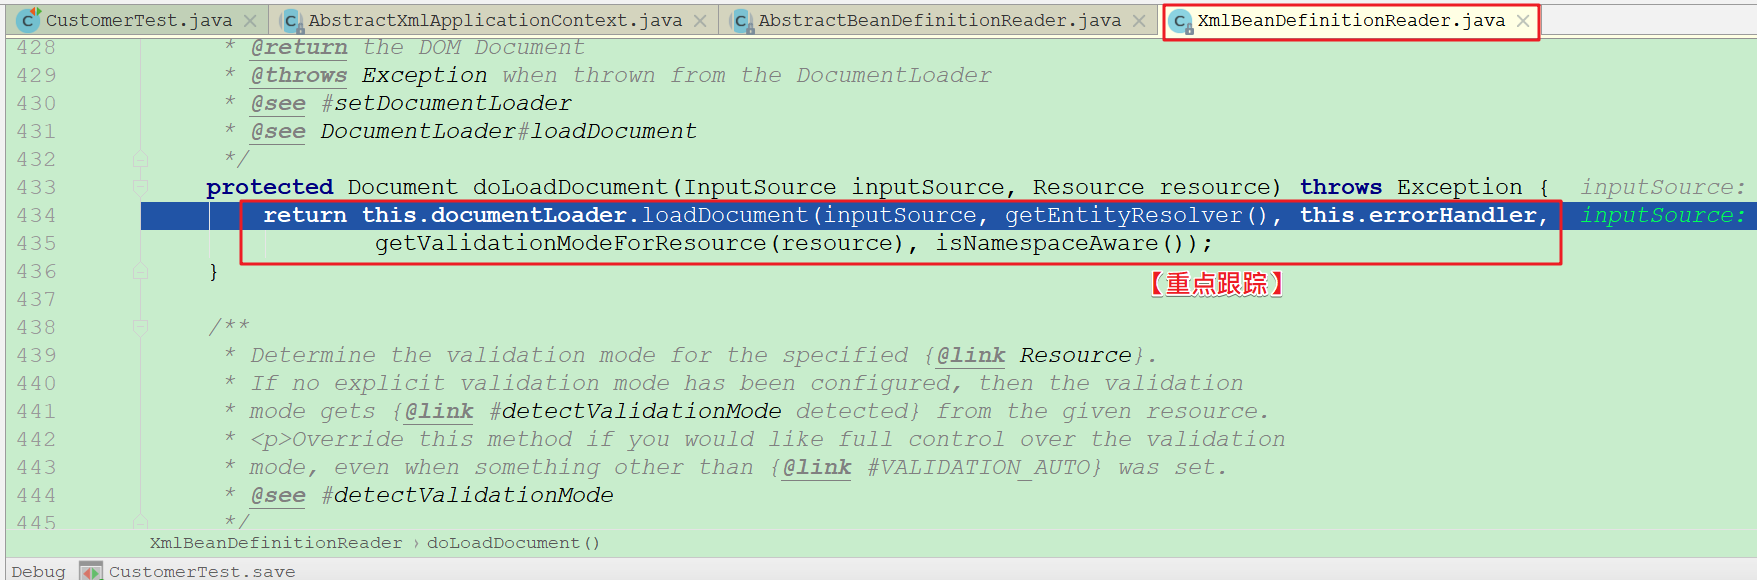 CustomerTest.java AbstractXmlApplicationContext.java AbstractBeanDefinitionReader.java XmlBeanDefinitionReader.java
428 * @return the DOM Document
429 * @throws Exception when thrown from the DocumentLoader
430 * @see #setDocumentLoader
431 * @see DocumentLoader#loadDocument
432 */
433 protected Document doLoadDocument(InputSource inputSource, Resource resource) throws Exception { inputSource:
434 return this.documentLoader.loadDocument(inputSource, getEntityResolver(), this.errorHandler, inputSource:
435 getValidationModeForResource(resource), isNamespaceAware());
436 }
【重点跟踪】
437
438 /**
439 * Determine the validation mode for the specified {@link Resource}.
440 * If no explicit validation mode has been configured, then the validation
441 * mode gets {@link #detectValidationMode detected} from the given resource.
442 * <p>Override this method if you would like full control over the validation
443 * mode, even when something other than {@link #VALIDATION_AUTO} was set.
444 * @see #detectValidationMode
445 */
XmlBeanDefinitionReader › doLoadDocument()
Debug CustomerTest.save